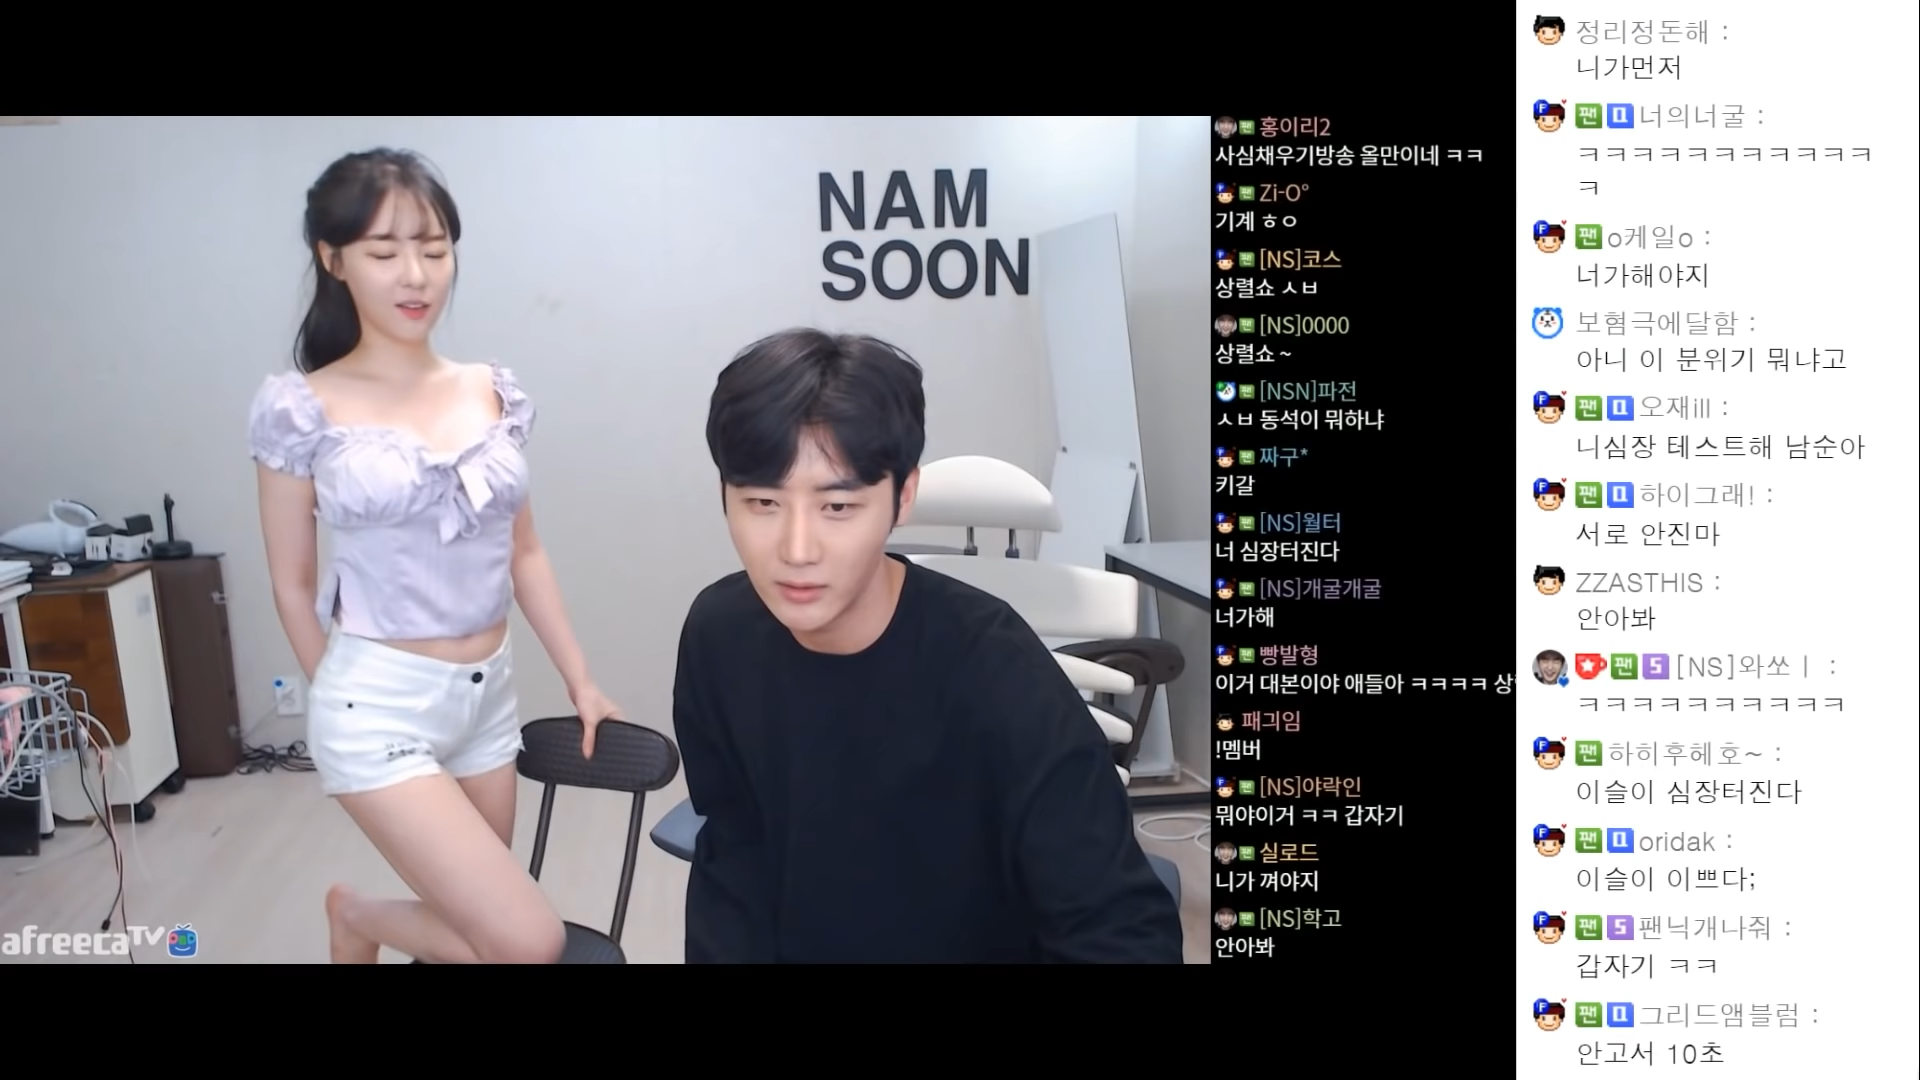 NAM
SOON
afreecaTV
홍이리2
사심채우기방송 올만이네 ㅋㅋ
Zi-O°
기계 ㅎㅇ
[NS]코스
상렬쇼 ㅅㅂ
[NS]0000
상렬쇼 ~
[NSN]파전
ㅅㅂ 동석이 뭐하냐
짜구*
키갈
[NS]월터
너 심장터진다
[NS]개굴개굴
너가해
빵발형
이거 대본이야 애들아 ㅋㅋㅋㅋ 상
패긔임
!멤버
[NS]야락인
뭐야이거 ㅋㅋ 갑자기
실로드
니가 껴야지
[NS]학고
안아봐
정리정돈해 :
니가먼저
팬 너의너굴 :
ㅋㅋㅋㅋㅋㅋㅋㅋㅋㅋㅋ
ㅋ
팬 o케일o :
너가해야지
보험극에달함 :
아니 이 분위기 뭐냐고
팬 오재ill :
니심장 테스트해 남순아
팬 하이그래! :
서로 안진마
ZZASTHIS :
안아봐
팬 S [NS]와쏘ㅣ :
ㅋㅋㅋㅋㅋㅋㅋㅋㅋㅋ
팬 하히후헤호~ :
이슬이 심장터진다
팬 oridak :
이슬이 이쁘다;
팬 S 팬닉개나줘 :
갑자기 ㅋㅋ
팬 그리드앰블럼 :
안고서 10초